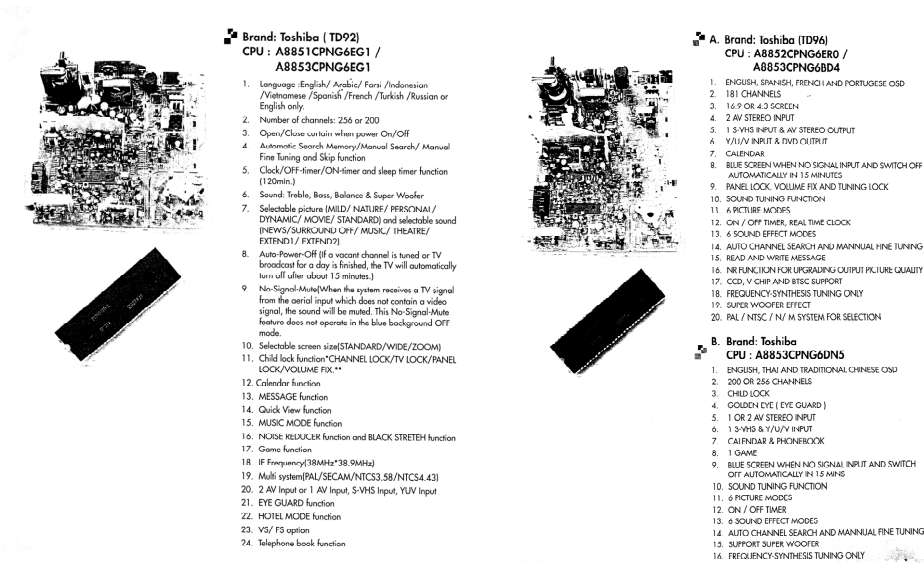 Brand: Toshiba ( TD92)
CPU : A8851CPNG6EG1 /
A8853CPNG6EG1
1. Language :English/ Arabic/ Farsi /Indonesian
/Vietnamese /Spanish /French /Turkish /Russian or
English only.
2. Number of channels: 256 or 200
3. Open/Close curtain when power On/Off
4. Automatic Search Memory/Manual Search/ Manual
Fine Tuning and Skip function
5. Clock/OFF-timer/ON-timer and sleep timer function
(120min.)
6. Sound: Treble, Bass, Balance & Super Woofer
7. Selectable picture (MILD/ NATURE/ PERSONAL/
DYNAMIC/ MOVIE/ STANDARD) and selectable sound
(NEWS/SURROUND OFF/ MUSIC/ THEATRE/
EXTEND1/ EXTEND2)
8. Auto-Power-Off (If a vacant channel is tuned or TV
broadcast for a day is finished, the TV will automatically
turn off after about 15 minutes.)
9 No-Signal-Mute(When the system receives a TV signal
from the aerial input which does not contain a video
signal, the sound will be muted. This No-Signal-Mute
feature does not operate in the blue background OFF
mode.
10. Selectable screen size(STANDARD/WIDE/ZOOM)
11. Child lock function*CHANNEL LOCK/TV LOCK/PANEL
LOCK/VOLUME FIX.**
12. Calendar function
13. MESSAGE function
14. Quick View function
15. MUSIC MODE function
16. NOISE REDUCER function and BLACK STRETEH function
17. Game function
18. IF Frequency(38MHz*38.9MHz)
19. Multi system(PAL/SECAM/NTCS3.58/NTCS4.43)
20. 2 AV Input or 1 AV Input, S-VHS Input, YUV Input
21. EYE GUARD function
22. HOTEL MODE function
23. VS/ FS option
24. Telephone book function
A. Brand: Toshiba (TD96)
CPU : A8852CPNG6ER0 /
A8853CPNG6BD4
1. ENGLISH, SPANISH, FRENCH AND PORTUGESE OSD
2. 181 CHANNELS
3. 16:9 OR 4:3 SCREEN
4. 2 AV STEREO INPUT
5. 1 S-VHS INPUT & AV STEREO OUTPUT
6. Y/U/V INPUT & DVD OUTPUT
7. CALENDAR
8. BLUE SCREEN WHEN NO SIGNAL INPUT AND SWITCH OFF
AUTOMATICALLY IN 15 MINUTES
9. PANEL LOCK, VOLUME FIX AND TUNING LOCK
10. SOUND TUNING FUNCTION
11 6 PICTURE MODES
12. ON / OFF TIMER, REAL TIME CLOCK
13. 6 SOUND EFFECT MODES
14. AUTO CHANNEL SEARCH AND MANNUAL FINE TUNING
15. READ AND WRITE MESSAGE
16. NR FUNCTION FOR UPGRADING OUTPUT PICTURE QUALITY
17. CCD, V CHIP AND BTSC SUPPORT
18. FREQUENCY-SYNTHESIS TUNING ONLY
19. SUPER WOOFER EFFECT
20. PAL / NTSC / N/ M SYSTEM FOR SELECTION
B. Brand: Toshiba
CPU : A8853CPNG6DN5
1. ENGLISH, THAI AND TRADITIONAL CHINESE OSD
2. 200 OR 256 CHANNELS
3. CHILD LOCK
4. GOLDEN EYE ( EYE GUARD )
5. 1 OR 2 AV STEREO INPUT
6. 1 S-VHS & Y/U/V INPUT
7. CALENDAR & PHONEBOOK
8. 1 GAME
9. BLUE SCREEN WHEN NO SIGNAL INPUT AND SWITCH
OFF AUTOMATICALLY IN 15 MINS
10. SOUND TUNING FUNCTION
11. 6 PICTURE MODES
12. ON / OFF TIMER
13. 6 SOUND EFFECT MODES
14 AUTO CHANNEL SEARCH AND MANNUAL FINE TUNING
15. SUPPORT SUPER WOOFER
16. FREQUENCY-SYNTHESIS TUNING ONLY